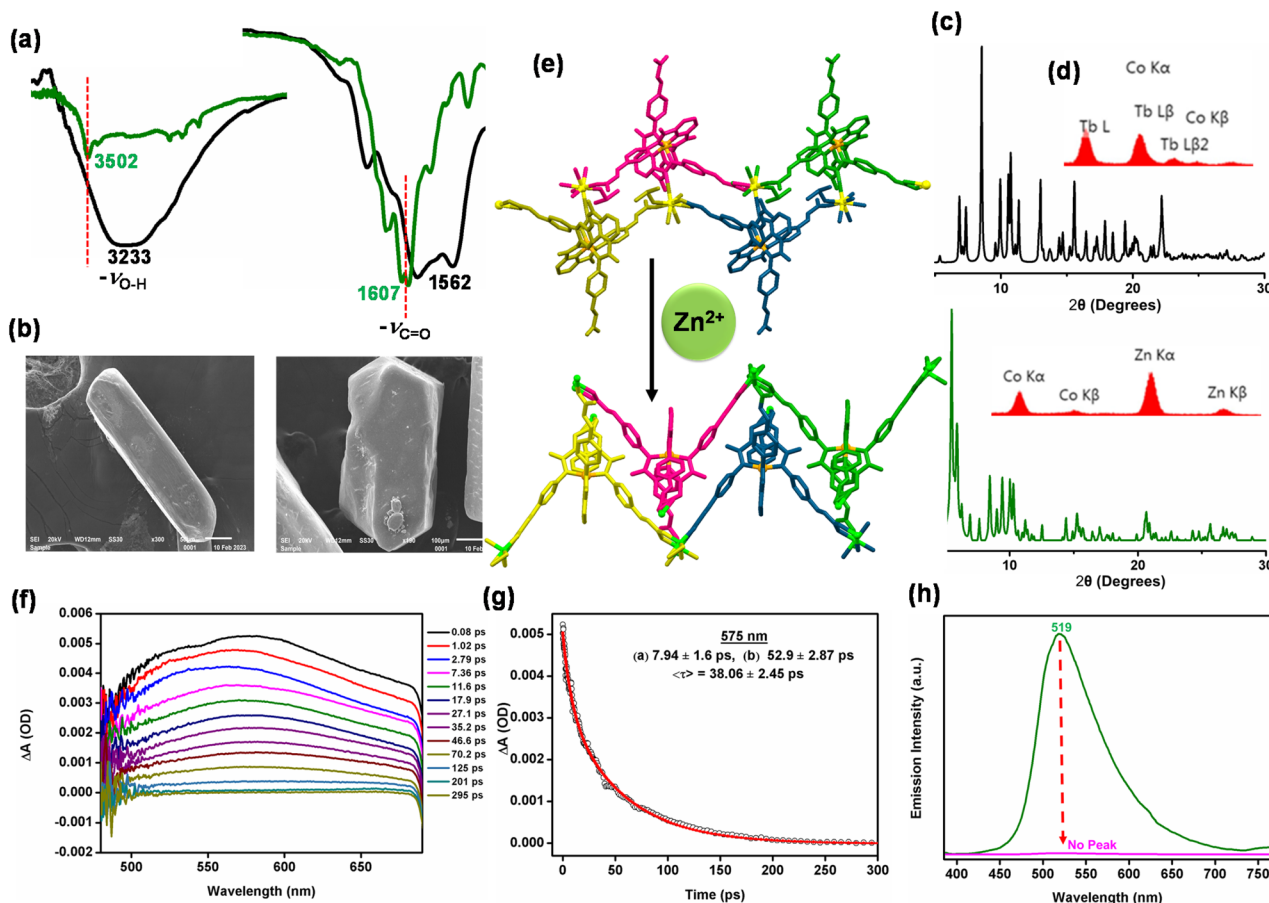 (a)
3502
3233
-νO-H
1607
1562
-νC=O
(b)
SEI 20kV WD12mm SS30 x300
Sample 0001 10 Feb 2023
SEI 20kV WD12mm SS30 x190 100µm
Sample 0001 10 Feb
(e)
Zn²⁺
(c)
(d)
Co Kα
Tb L
Tb Lβ
Co Kβ
Tb Lβ2
10 20 30
2θ (Degrees)
Co Kα
Co Kβ
Zn Kα
Zn Kβ
10 20 30
2θ (Degrees)
(f)
0.006
0.005
0.004
0.003
0.002
0.001
0.000
-0.001
-0.002
ΔA (OD)
500 550 600 650
Wavelength (nm)
0.08 ps
1.02 ps
2.79 ps
7.36 ps
11.6 ps
17.9 ps
27.1 ps
35.2 ps
46.6 ps
70.2 ps
125 ps
201 ps
295 ps
(g)
575 nm
(a) 7.94 ± 1.6 ps, (b) 52.9 ± 2.87 ps
<τ> = 38.06 ± 2.45 ps
0.005
0.004
0.003
0.002
0.001
0.000
ΔA (OD)
0 50 100 150 200 250 300
Time (ps)
(h)
519
No Peak
Emission Intensity (a.u.)
400 450 500 550 600 650 700 750
Wavelength (nm)